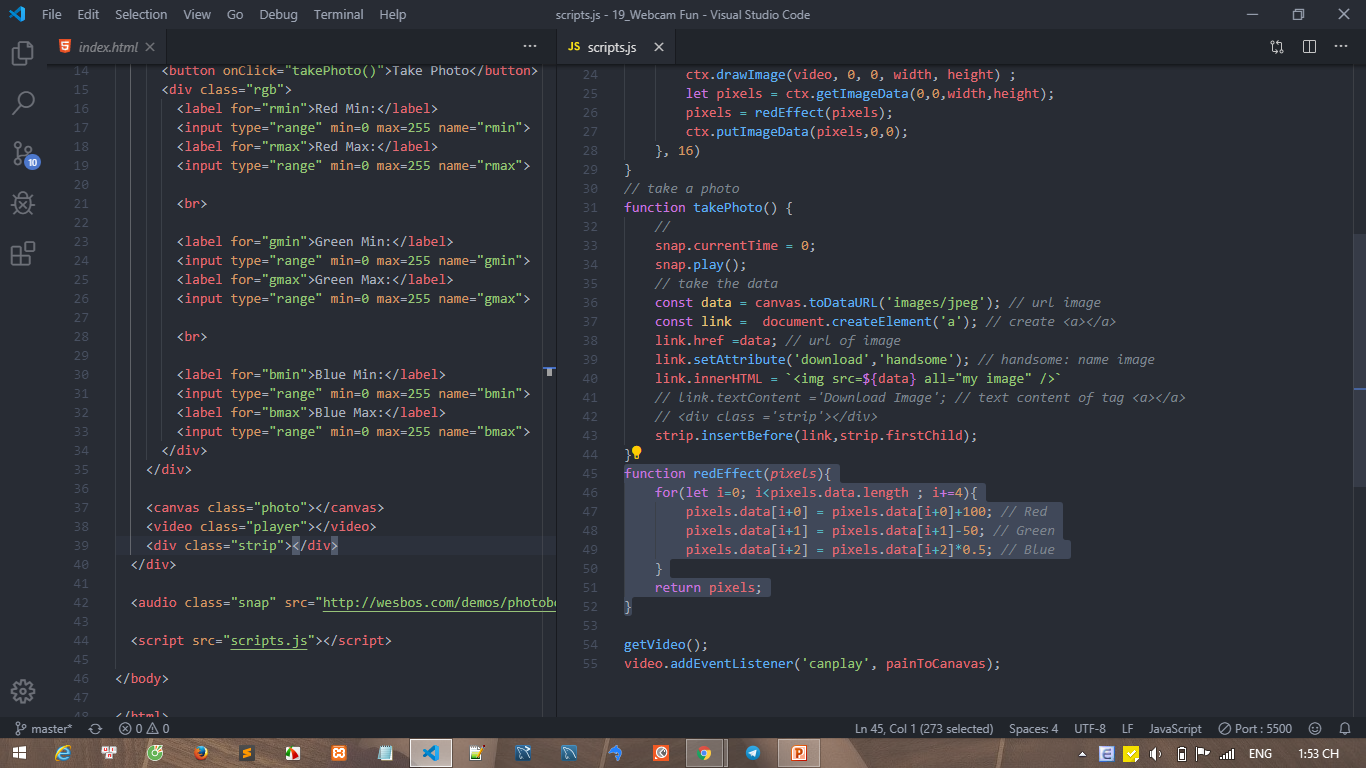 File Edit Selection View Go Debug Terminal Help scripts.js - 19_Webcam Fun - Visual Studio Code
index.html
JS scripts.js
14 <button onClick="takePhoto()">Take Photo</button>
15 <div class="rgb">
16 <label for="rmin">Red Min:</label>
17 <input type="range" min=0 max=255 name="rmin">
18 <label for="rmax">Red Max:</label>
19 <input type="range" min=0 max=255 name="rmax">
20
21 <br>
22
23 <label for="gmin">Green Min:</label>
24 <input type="range" min=0 max=255 name="gmin">
25 <label for="gmax">Green Max:</label>
26 <input type="range" min=0 max=255 name="gmax">
27
28 <br>
29
30 <label for="bmin">Blue Min:</label>
31 <input type="range" min=0 max=255 name="bmin">
32 <label for="bmax">Blue Max:</label>
33 <input type="range" min=0 max=255 name="bmax">
34 </div>
35 </div>
36
37 <canvas class="photo"></canvas>
38 <video class="player"></video>
39 <div class="strip"></div>
40 </div>
41
42 <audio class="snap" src="http://wesbos.com/demos/photobo
43
44 <script src="scripts.js"></script>
45
46 </body>
47
48 </html>
24 ctx.drawImage(video, 0, 0, width, height) ;
25 let pixels = ctx.getImageData(0,0,width,height);
26 pixels = redEffect(pixels);
27 ctx.putImageData(pixels,0,0);
28 }, 16)
29 }
30 // take a photo
31 function takePhoto() {
32 //
33 snap.currentTime = 0;
34 snap.play();
35 // take the data
36 const data = canvas.toDataURL('images/jpeg'); // url image
37 const link =  document.createElement('a'); // create <a></a>
38 link.href =data; // url of image
39 link.setAttribute('download','handsome'); // handsome: name image
40 link.innerHTML = `<img src=${data} all="my image" />`
41 // link.textContent ='Download Image'; // text content of tag <a></a>
42 // <div class ='strip'></div>
43 strip.insertBefore(link,strip.firstChild);
44 }
45 function redEffect(pixels){
46 for(let i=0; i<pixels.data.length ; i+=4){
47 pixels.data[i+0] = pixels.data[i+0]+100; // Red
48 pixels.data[i+1] = pixels.data[i+1]-50; // Green
49 pixels.data[i+2] = pixels.data[i+2]*0.5; // Blue
50 }
51 return pixels;
52 }
53
54 getVideo();
55 video.addEventListener('canplay', painToCanavas);
10
master* 0 0 Ln 45, Col 1 (273 selected) Spaces: 4 UTF-8 LF JavaScript Port : 5500
ENG 1:53 CH